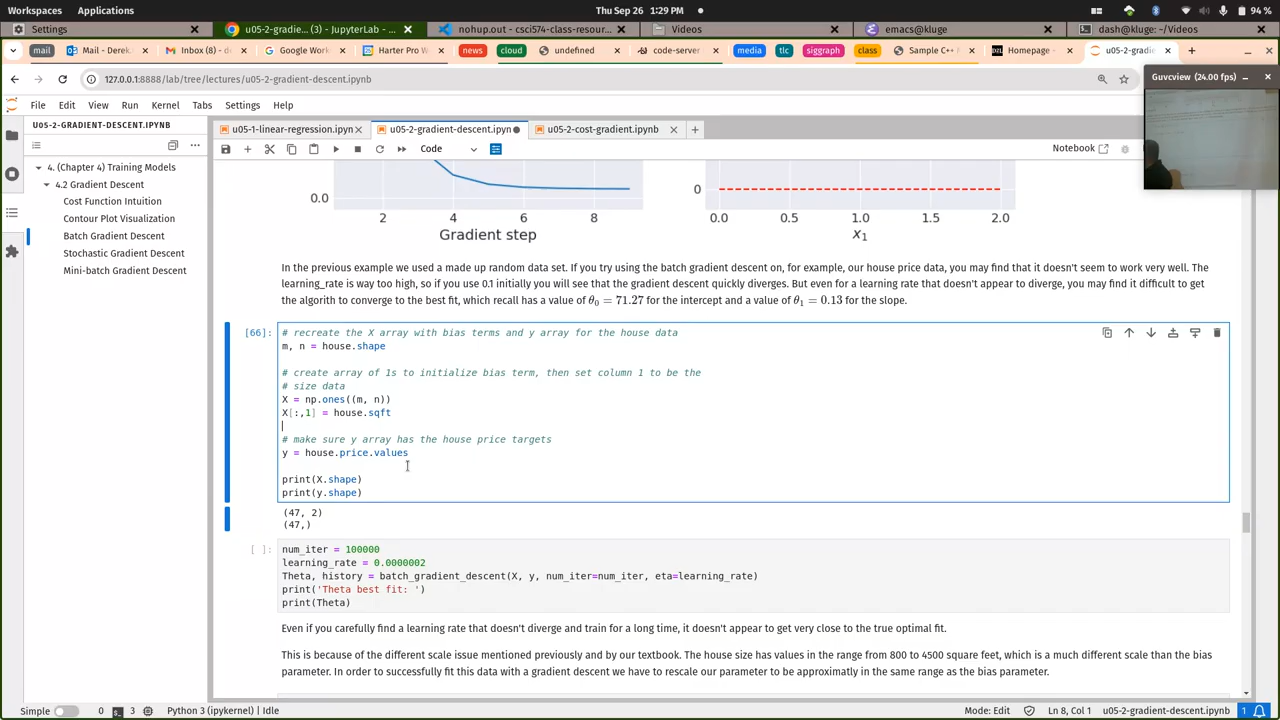 Workspaces Applications Thu Sep 26 1:29 PM 94 %
Settings u05-2-gradie... (3) - JupyterLab - ... nohup.out - csci574-class-resour... Videos emacs@kluge dash@kluge: ~/Videos
mail Mail - Derek. Inbox (8) - d Google Work Harter Pro W news cloud undefined code-server media tlc siggraph class Sample C++ Homepage - u05-2-gradi
127.0.0.1:8888/lab/tree/lectures/u05-2-gradient-descent.ipynb
Guvcview (24.00 fps)
File Edit View Run Kernel Tabs Settings Help
U05-2-GRADIENT-DESCENT.IPYNB
u05-1-linear-regression.ipyn u05-2-gradient-descent.ipyn u05-2-cost-gradient.ipynb
Code Notebook
4. (Chapter 4) Training Models
4.2 Gradient Descent
Cost Function Intuition
Contour Plot Visualization
Batch Gradient Descent
Stochastic Gradient Descent
Mini-batch Gradient Descent
0.0
2 4 6 8
Gradient step
0
0.0 0.5 1.0 1.5 2.0
x₁
In the previous example we used a made up random data set. If you try using the batch gradient descent on, for example, our house price data, you may find that it doesn't seem to work very well. The
learning_rate is way too high, so if you use 0.1 initially you will see that the gradient descent quickly diverges. But even for a learning rate that doesn't appear to diverge, you may find it difficult to get
the algorith to converge to the best fit, which recall has a value of θ₀ = 71.27 for the intercept and a value of θ₁ = 0.13 for the slope.
[66]: # recreate the X array with bias terms and y array for the house data
m, n = house.shape
# create array of 1s to initialize bias term, then set column 1 to be the
# size data
X = np.ones((m, n))
X[:,1] = house.sqft
# make sure y array has the house price targets
y = house.price.values
print(X.shape)
print(y.shape)
(47, 2)
(47,)
[ ]: num_iter = 100000
learning_rate = 0.0000002
Theta, history = batch_gradient_descent(X, y, num_iter=num_iter, eta=learning_rate)
print('Theta best fit: ')
print(Theta)
Even if you carefully find a learning rate that doesn't diverge and train for a long time, it doesn't appear to get very close to the true optimal fit.
This is because of the different scale issue mentioned previously and by our textbook. The house size has values in the range from 800 to 4500 square feet, which is a much different scale than the bias
parameter. In order to successfully fit this data with a gradient descent we have to rescale our parameter to be approximatly in the same range as the bias parameter.
Simple 0 3 Python 3 (ipykernel) | Idle Mode: Edit Ln 8, Col 1 u05-2-gradient-descent.ipynb 1